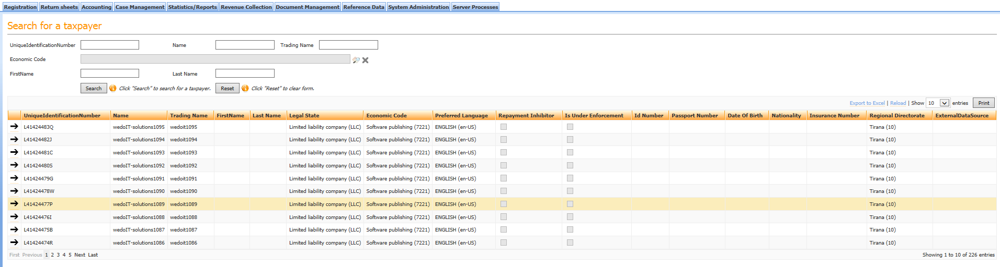 Registration Return sheets Accounting Case Management Statistics/Reports Revenue Collection Document Management Reference Data System Administration Server Processes
Search for a taxpayer
UniqueIdentificationNumber Name Trading Name
Economic Code
FirstName Last Name
Search Click "Search" to search for a taxpayer. Reset Click "Reset" to clear form.
Export to Excel | Reload | Show 10 entries Print
UniqueIdentificationNumber Name Trading Name FirstName Last Name Legal State Economic Code Preferred Language Repayment Inhibitor Is Under Enforcement Id Number Passport Number Date Of Birth Nationality Insurance Number Regional Directorate ExternalDataSource
L41424483Q wedoIT-solutions1095 wedoit1095 Limited liability company (LLC) Software publishing (7221) ENGLISH (en-US) Tirana (10)
L41424482J wedoIT-solutions1094 wedoit1094 Limited liability company (LLC) Software publishing (7221) ENGLISH (en-US) Tirana (10)
L41424481C wedoIT-solutions1093 wedoit1093 Limited liability company (LLC) Software publishing (7221) ENGLISH (en-US) Tirana (10)
L41424480S wedoIT-solutions1092 wedoit1092 Limited liability company (LLC) Software publishing (7221) ENGLISH (en-US) Tirana (10)
L41424479G wedoIT-solutions1091 wedoit1091 Limited liability company (LLC) Software publishing (7221) ENGLISH (en-US) Tirana (10)
L41424478W wedoIT-solutions1090 wedoit1090 Limited liability company (LLC) Software publishing (7221) ENGLISH (en-US) Tirana (10)
L41424477P wedoIT-solutions1089 wedoit1089 Limited liability company (LLC) Software publishing (7221) ENGLISH (en-US) Tirana (10)
L41424476I wedoIT-solutions1088 wedoit1088 Limited liability company (LLC) Software publishing (7221) ENGLISH (en-US) Tirana (10)
L41424475B wedoIT-solutions1087 wedoit1087 Limited liability company (LLC) Software publishing (7221) ENGLISH (en-US) Tirana (10)
L41424474R wedoIT-solutions1086 wedoit1086 Limited liability company (LLC) Software publishing (7221) ENGLISH (en-US) Tirana (10)
First Previous 1 2 3 4 5 Next Last Showing 1 to 10 of 226 entries